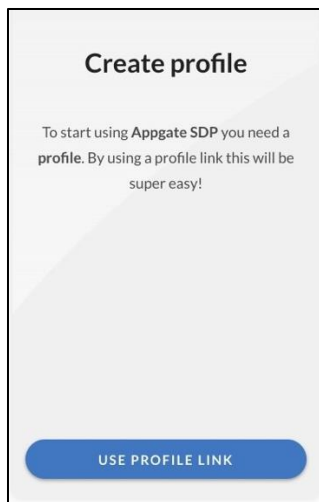 Create profile
To start using Appgate SDP you need a
profile. By using a profile link this will be
super easy!
USE PROFILE LINK